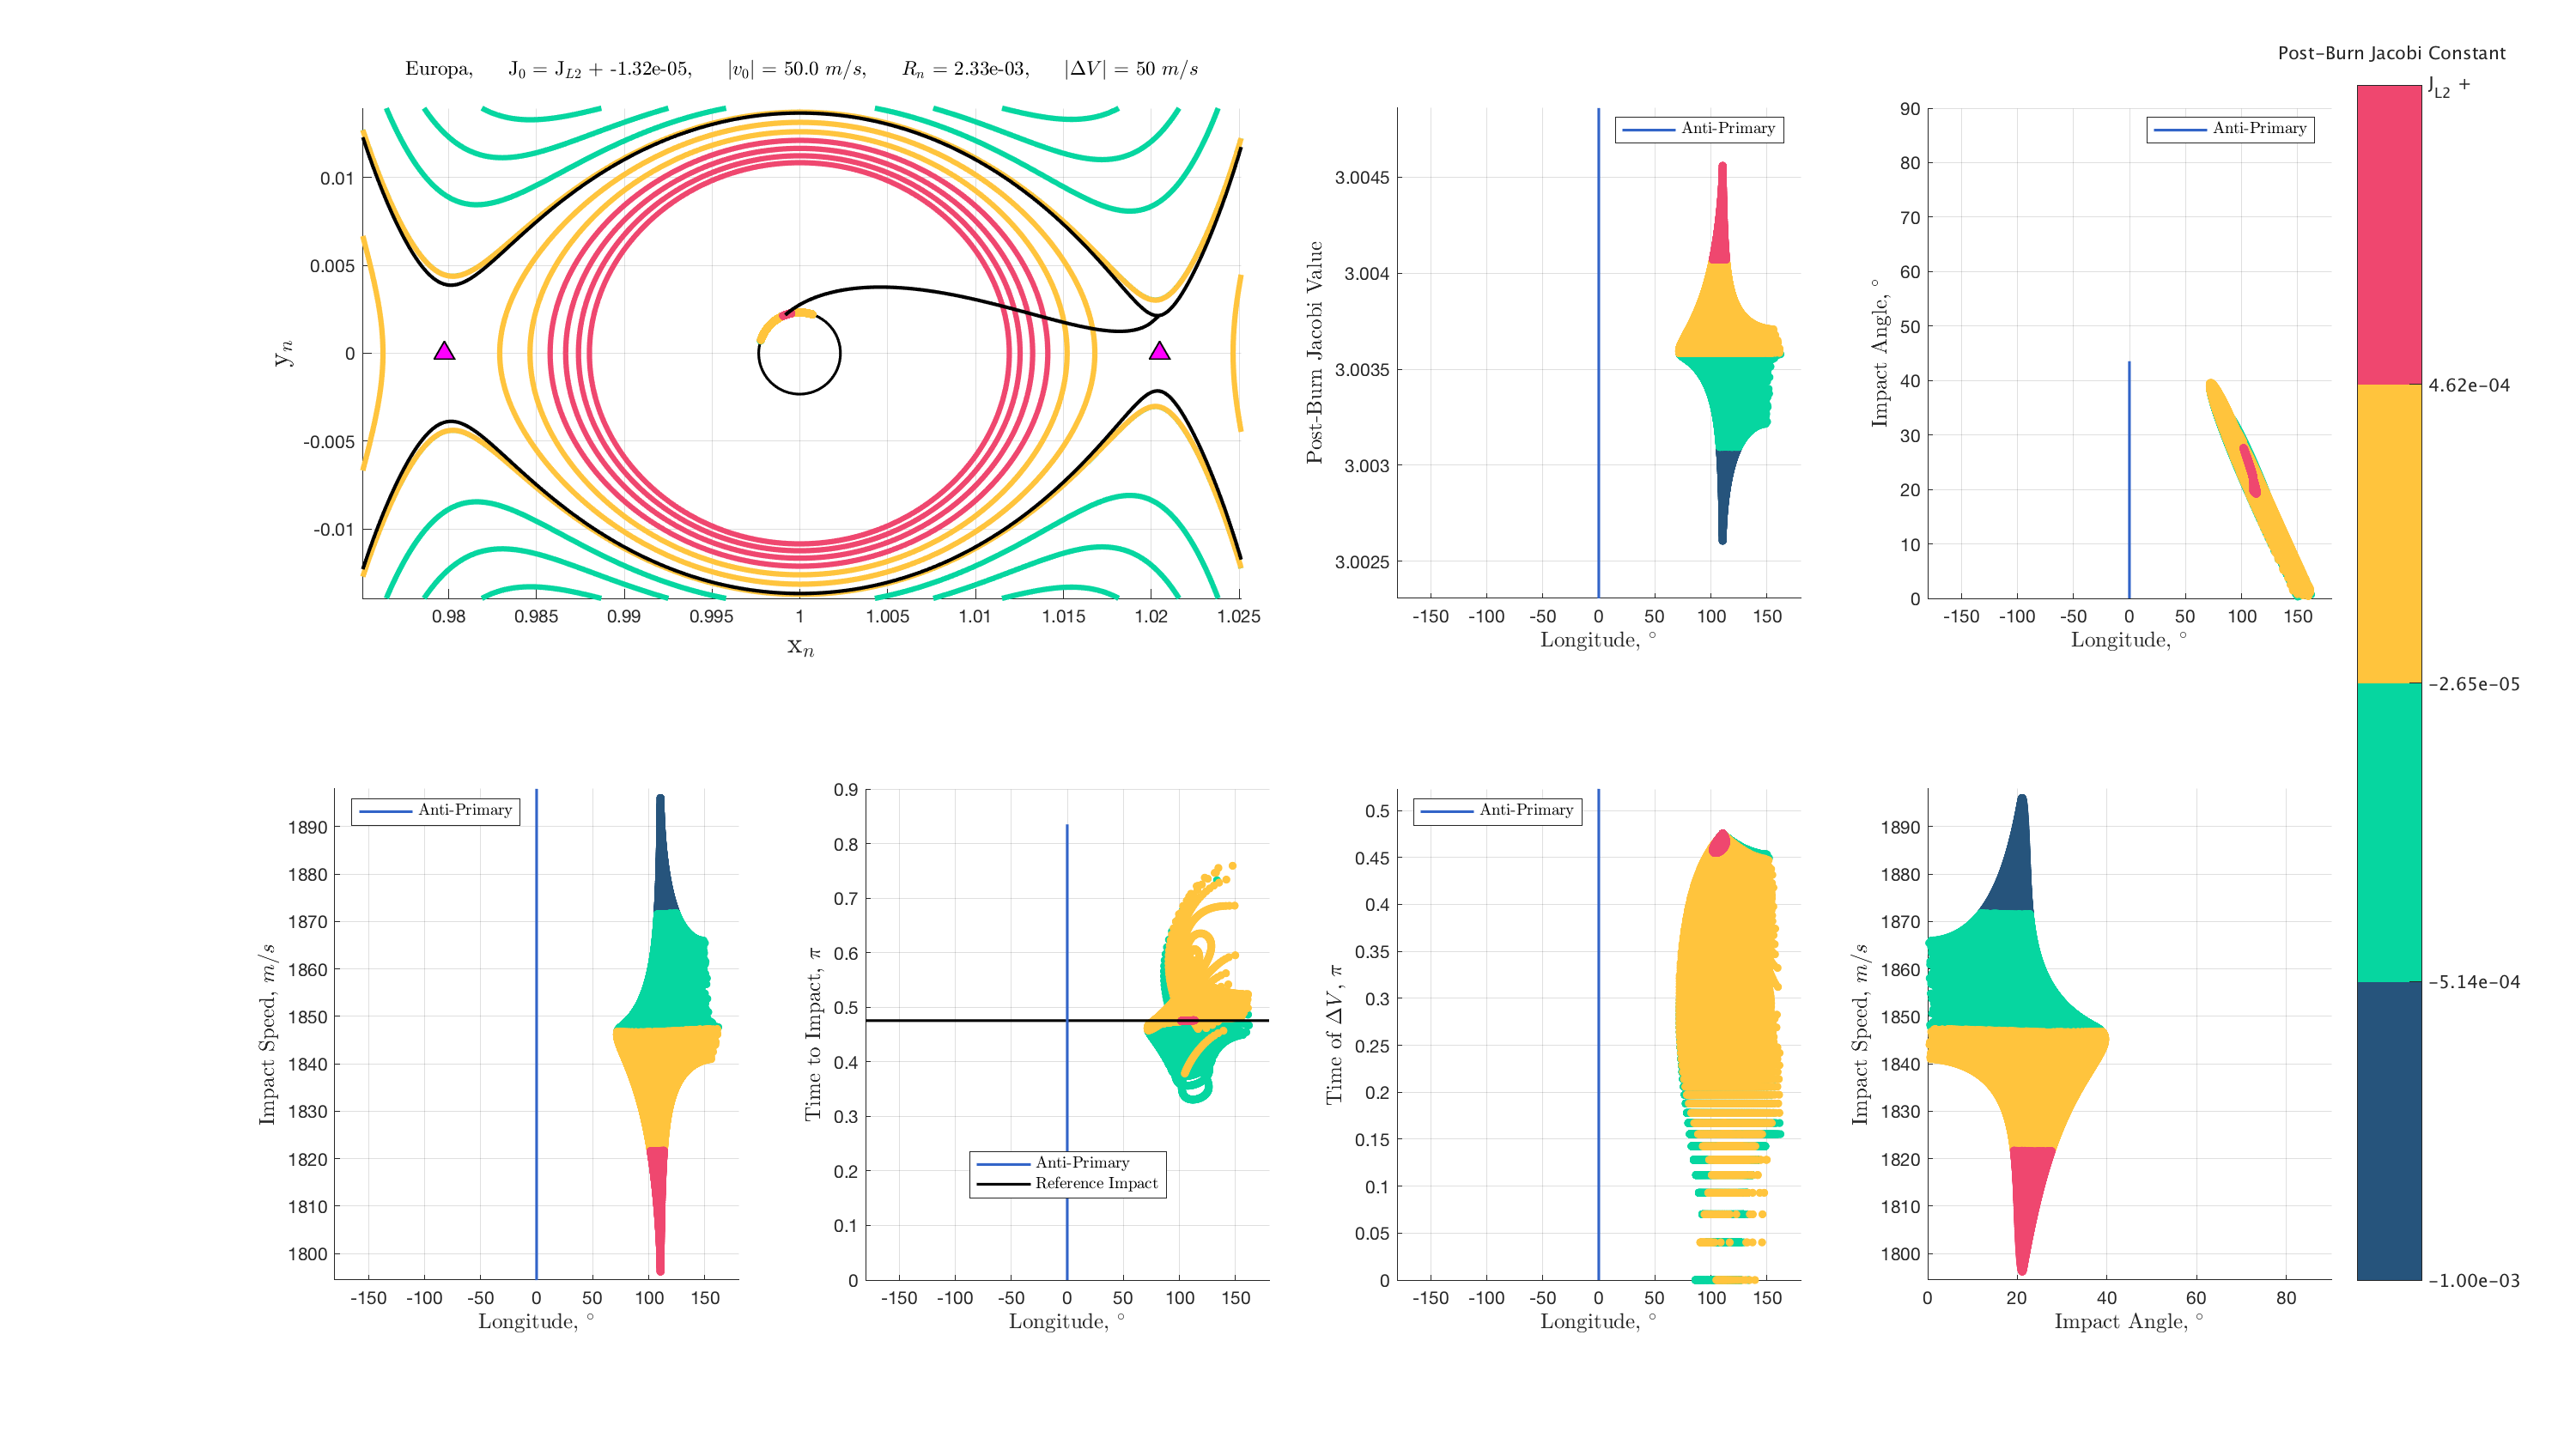 Europa, J0 = JL2 + -1.32e-05, |v0| = 50.0 m/s, Rn = 2.33e-03, |ΔV| = 50 m/s
0.01
0.005
0
-0.005
-0.01
yn
0.98 0.985 0.99 0.995 1 1.005 1.01 1.015 1.02 1.025
xn
Anti-Primary
3.0045
3.004
3.0035
3.003
3.0025
Post-Burn Jacobi Value
-150 -100 -50 0 50 100 150
Longitude, °
Anti-Primary
90
80
70
60
50
40
30
20
10
0
Impact Angle, °
-150 -100 -50 0 50 100 150
Longitude, °
Post-Burn Jacobi Constant
JL2 +
4.62e-04
-2.65e-05
-5.14e-04
-1.00e-03
Anti-Primary
1890
1880
1870
1860
1850
1840
1830
1820
1810
1800
Impact Speed, m/s
-150 -100 -50 0 50 100 150
Longitude, °
0.9
0.8
0.7
0.6
0.5
0.4
0.3
0.2
0.1
0
Time to Impact, π
Anti-Primary
Reference Impact
-150 -100 -50 0 50 100 150
Longitude, °
Anti-Primary
0.5
0.45
0.4
0.35
0.3
0.25
0.2
0.15
0.1
0.05
0
Time of ΔV, π
-150 -100 -50 0 50 100 150
Longitude, °
1890
1880
1870
1860
1850
1840
1830
1820
1810
1800
Impact Speed, m/s
0 20 40 60 80
Impact Angle, °